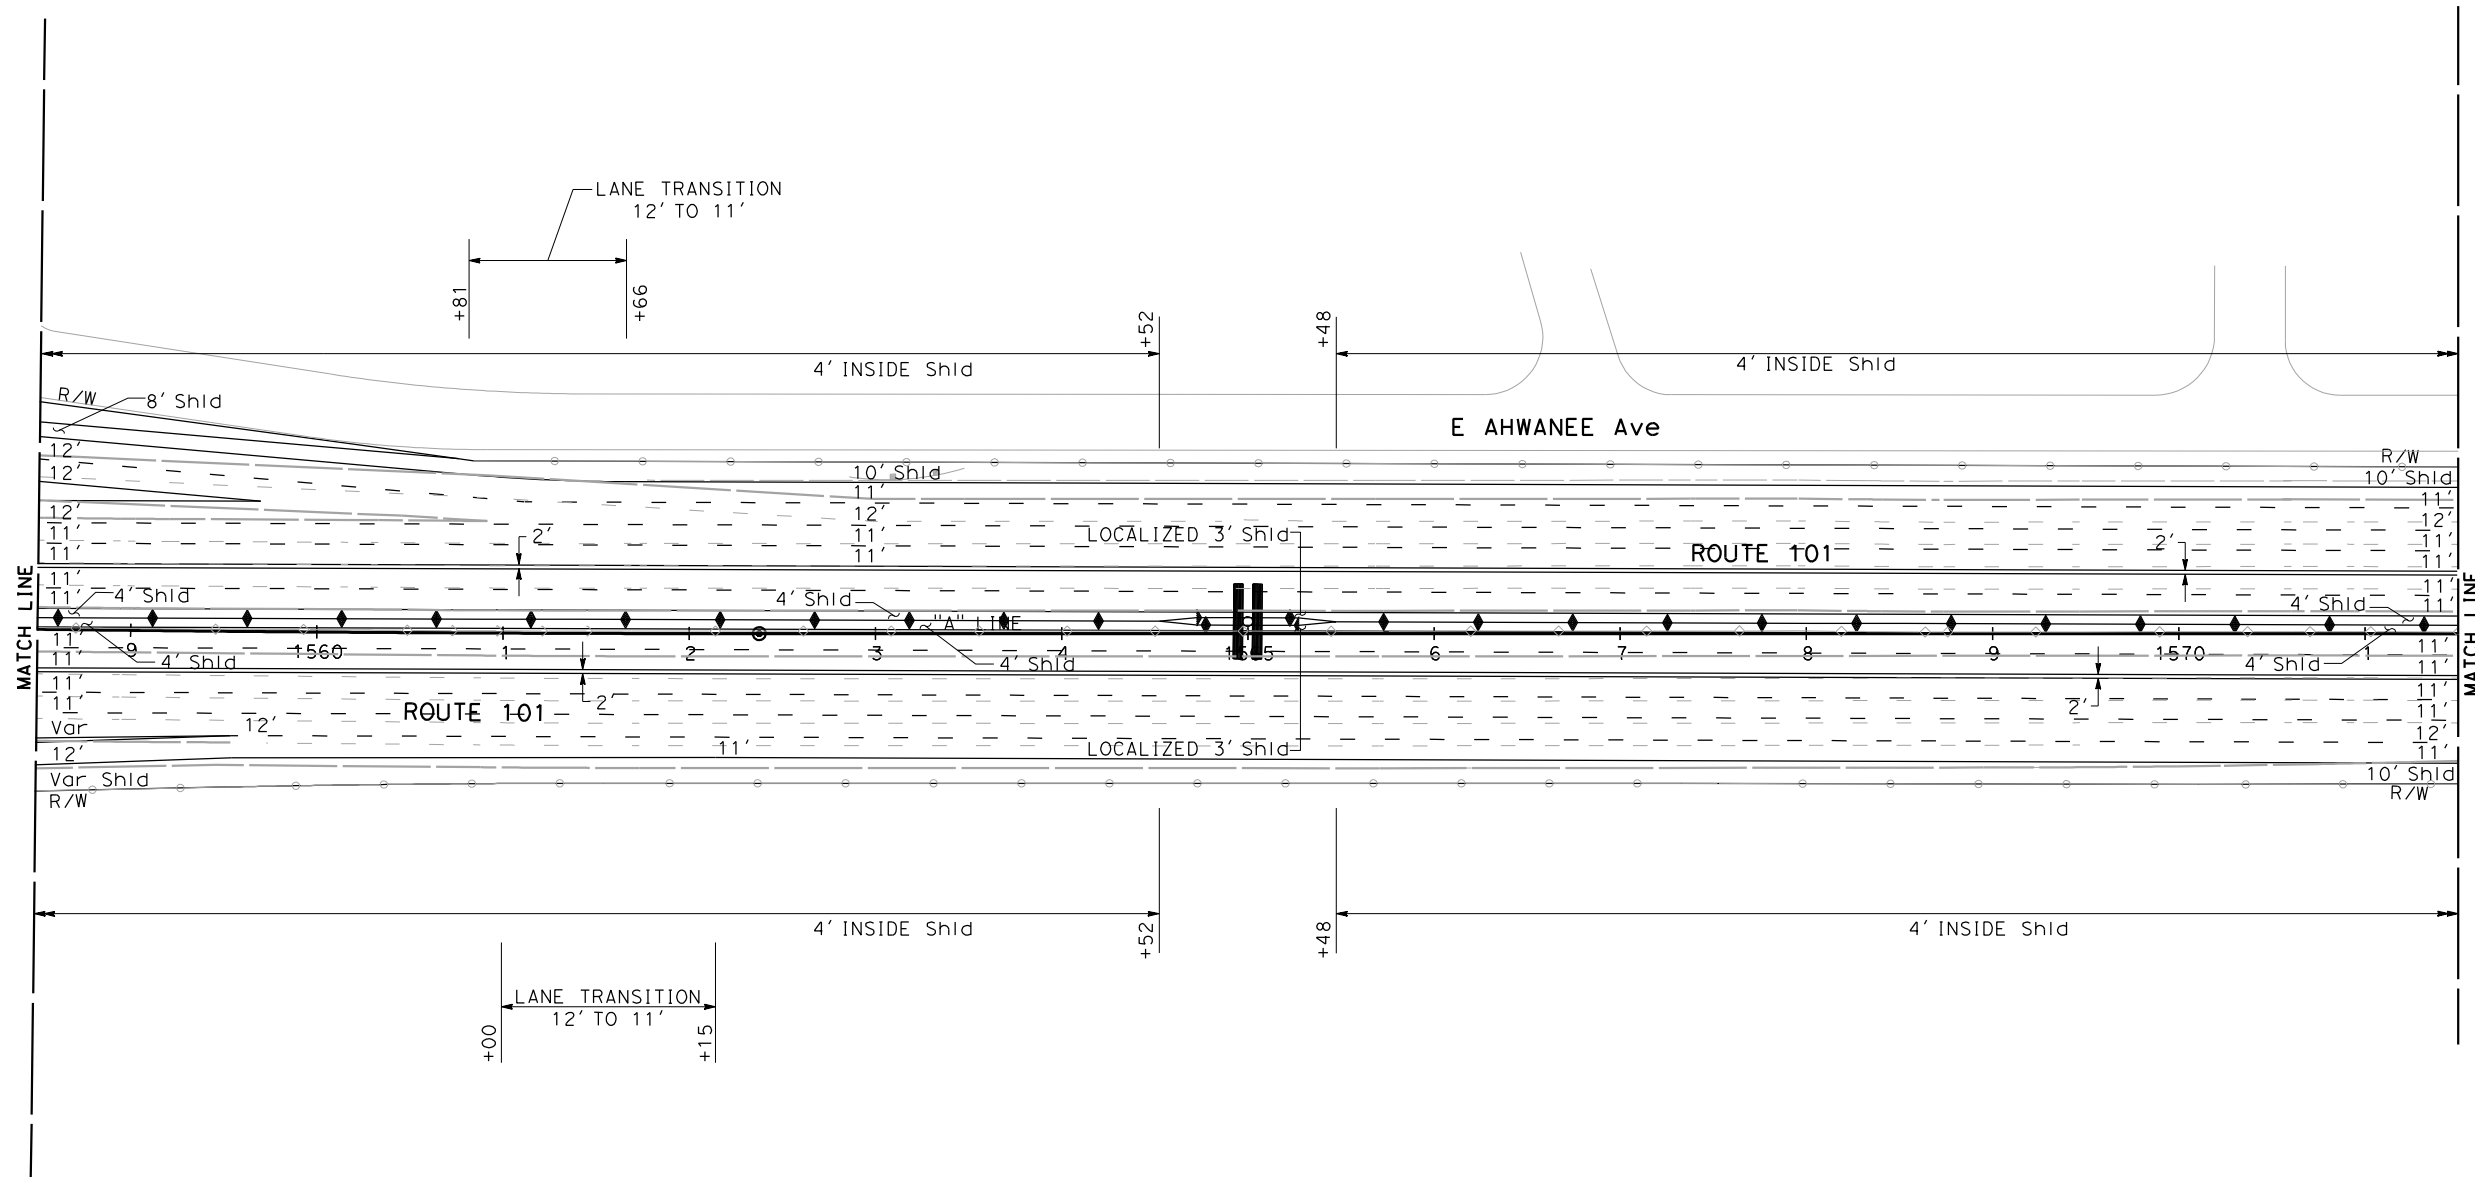 LANE TRANSITION
12' TO 11'
+81
+66
+52
+48
4' INSIDE Shld
4' INSIDE Shld
R/W
8' Shld
E AHWANEE Ave
12'
R/W
12'
10' Shld
10' Shld
11'
11'
12'
12'
12'
11'
11'
LOCALIZED 3' Shld
11'
2'
2'
11'
11'
ROUTE 101
11'
11'
11'
11'
4' Shld
11'
4' Shld
4' Shld
11'
"A" LINE
MATCH LINE
MATCH LINE
11'
9
1560
1
2
3
4
6
7
8
9
1570
1
11'
11'
4' Shld
4' Shld
4' Shld
11'
11'
11'
11'
2'
2'
11'
ROUTE 101
Var
12'
12'
12'
11'
LOCALIZED 3' Shld
11'
Var Shld
10' Shld
R/W
R/W
4' INSIDE Shld
+52
+48
4' INSIDE Shld
LANE TRANSITION
12' TO 11'
+00
+15